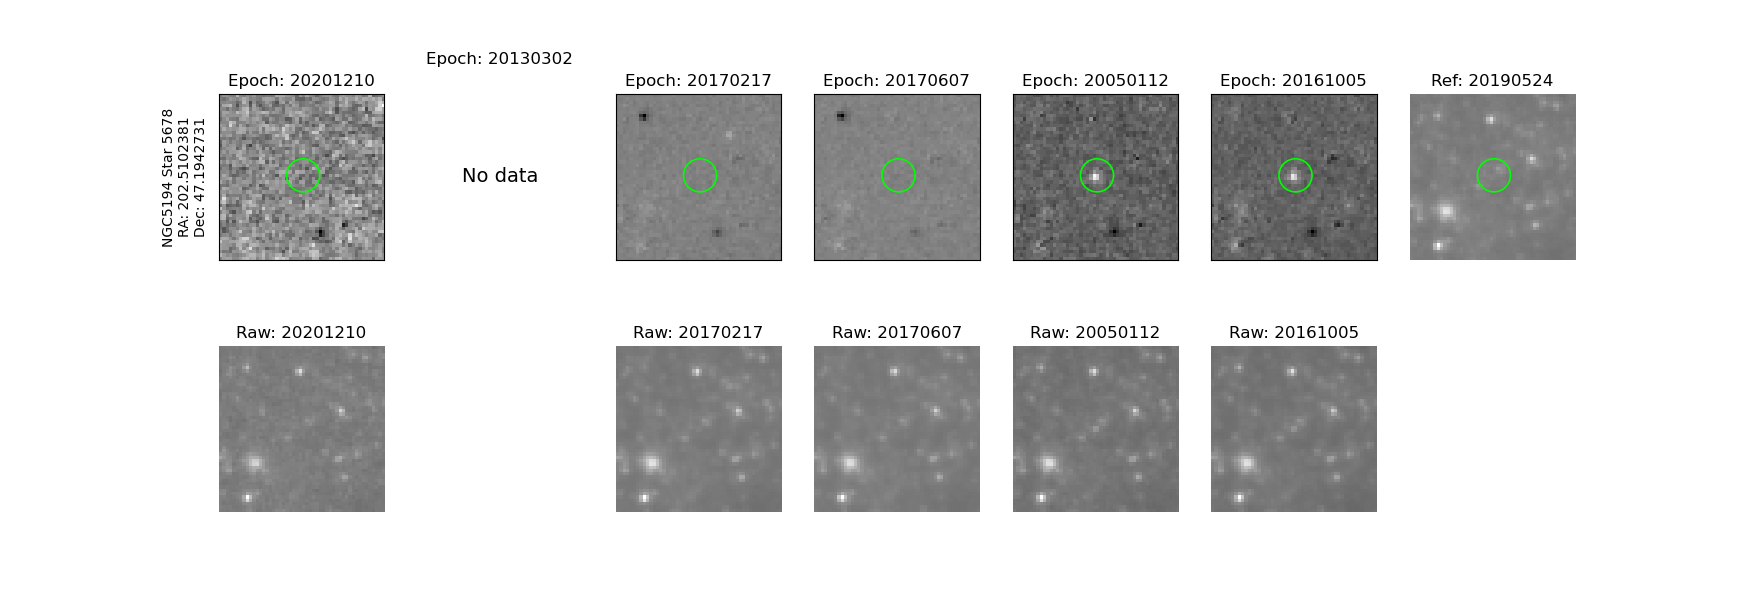 Epoch: 20130302
Epoch: 20201210
Epoch: 20170217
Epoch: 20170607
Epoch: 20050112
Epoch: 20161005
Ref: 20190524
NGC5194 Star 5678
RA: 202.5102381
Dec: 47.1942731
No data
Raw: 20201210
Raw: 20170217
Raw: 20170607
Raw: 20050112
Raw: 20161005